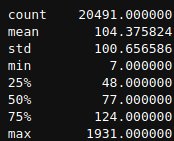 count 20491.000000
mean 104.375824
std 100.656586
min 7.000000
25% 48.000000
50% 77.000000
75% 124.000000
max 1931.000000